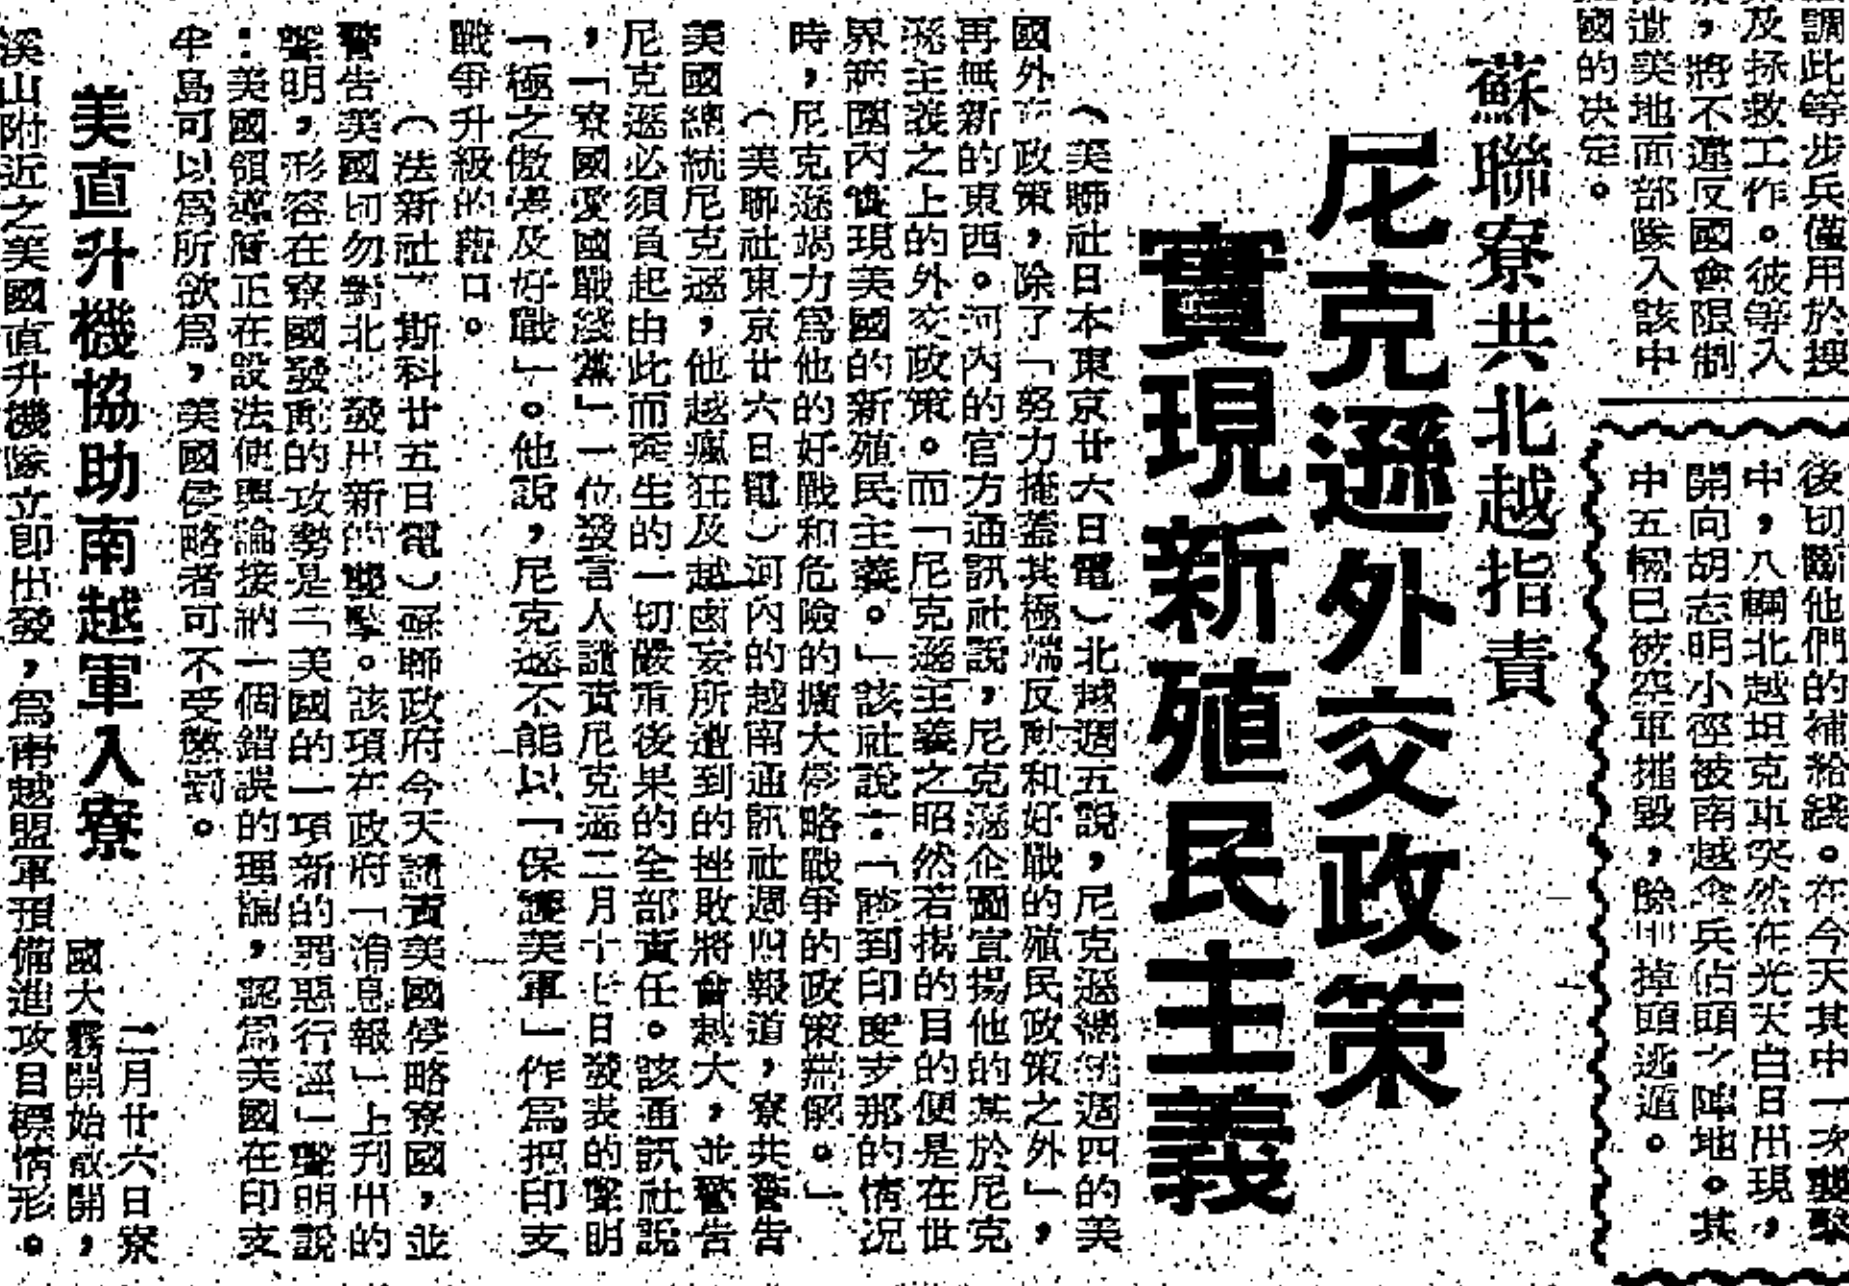 調此等步兵僅用於搜
及拯救工作。彼等入
，將不違反國會限制
遣美地面部隊入該中
國的決定。
後切斷他們的補給綫。在今天其中一次襲擊
中，八輛北越坦克車突然在光天白日出現，
開向胡志明小徑被南越傘兵佔領之陣地。其
中五輛已被空軍摧毀，餘掉頭逃遁。
蘇聯寮共北越指責
尼克遜外交政策
實現新殖民主義
（美聯社日本東京廿六日電）北越週五說，尼克遜總統週四的美
國外交政策，除了「努力掩蓋其極端反動和好戰的殖民政策之外」，
再無新的東西。河內的官方通訊社說，尼克遜企圖宣揚他的基於尼克
遜主義之上的外交政策。而「尼克遜主義之昭然若揭的目的便是在世
界範圍內實現美國的新殖民主義。」該社說：「談到印度支那的情況
時，尼克遜竭力爲他的好戰和危險的擴大侵略戰爭的政策辯解。」
（美聯社東京廿六日電）河內的越南通訊社週四報道，寮共警告
美國總統尼克遜，他越瘋狂及越鹵妄所遭到的挫敗將會越大，並警告
尼克遜必須負起由此而產生的一切嚴重後果的全部責任。該通訊社說
，「寮國愛國戰綫黨」一位發言人譴責尼克遜二月十七日發表的聲明
「極之傲慢及好戰」。他說，尼克遜不能以「保護美軍」作爲把印支
戰爭升級的藉口。
（法新社莫斯科廿五日電）蘇聯政府今天譴責美國侵略寮國，並
警告美國切勿對北越發出新的襲擊。該項在政府「消息報」上刊出的
聲明，形容在寮國發動的攻勢是「美國的一項新的罪惡行逕」聲明說
：美國領導層正在設法使輿論接納一個錯誤的理論，認爲美國在印支
半島可以爲所欲爲，美國侵略者可不受懲罰。
美直升機協助南越軍入寮
二月廿六日寮
國大霧開始散開，
溪山附近之美國直升機隊立即出發，爲南越盟軍預備進攻目標情形。